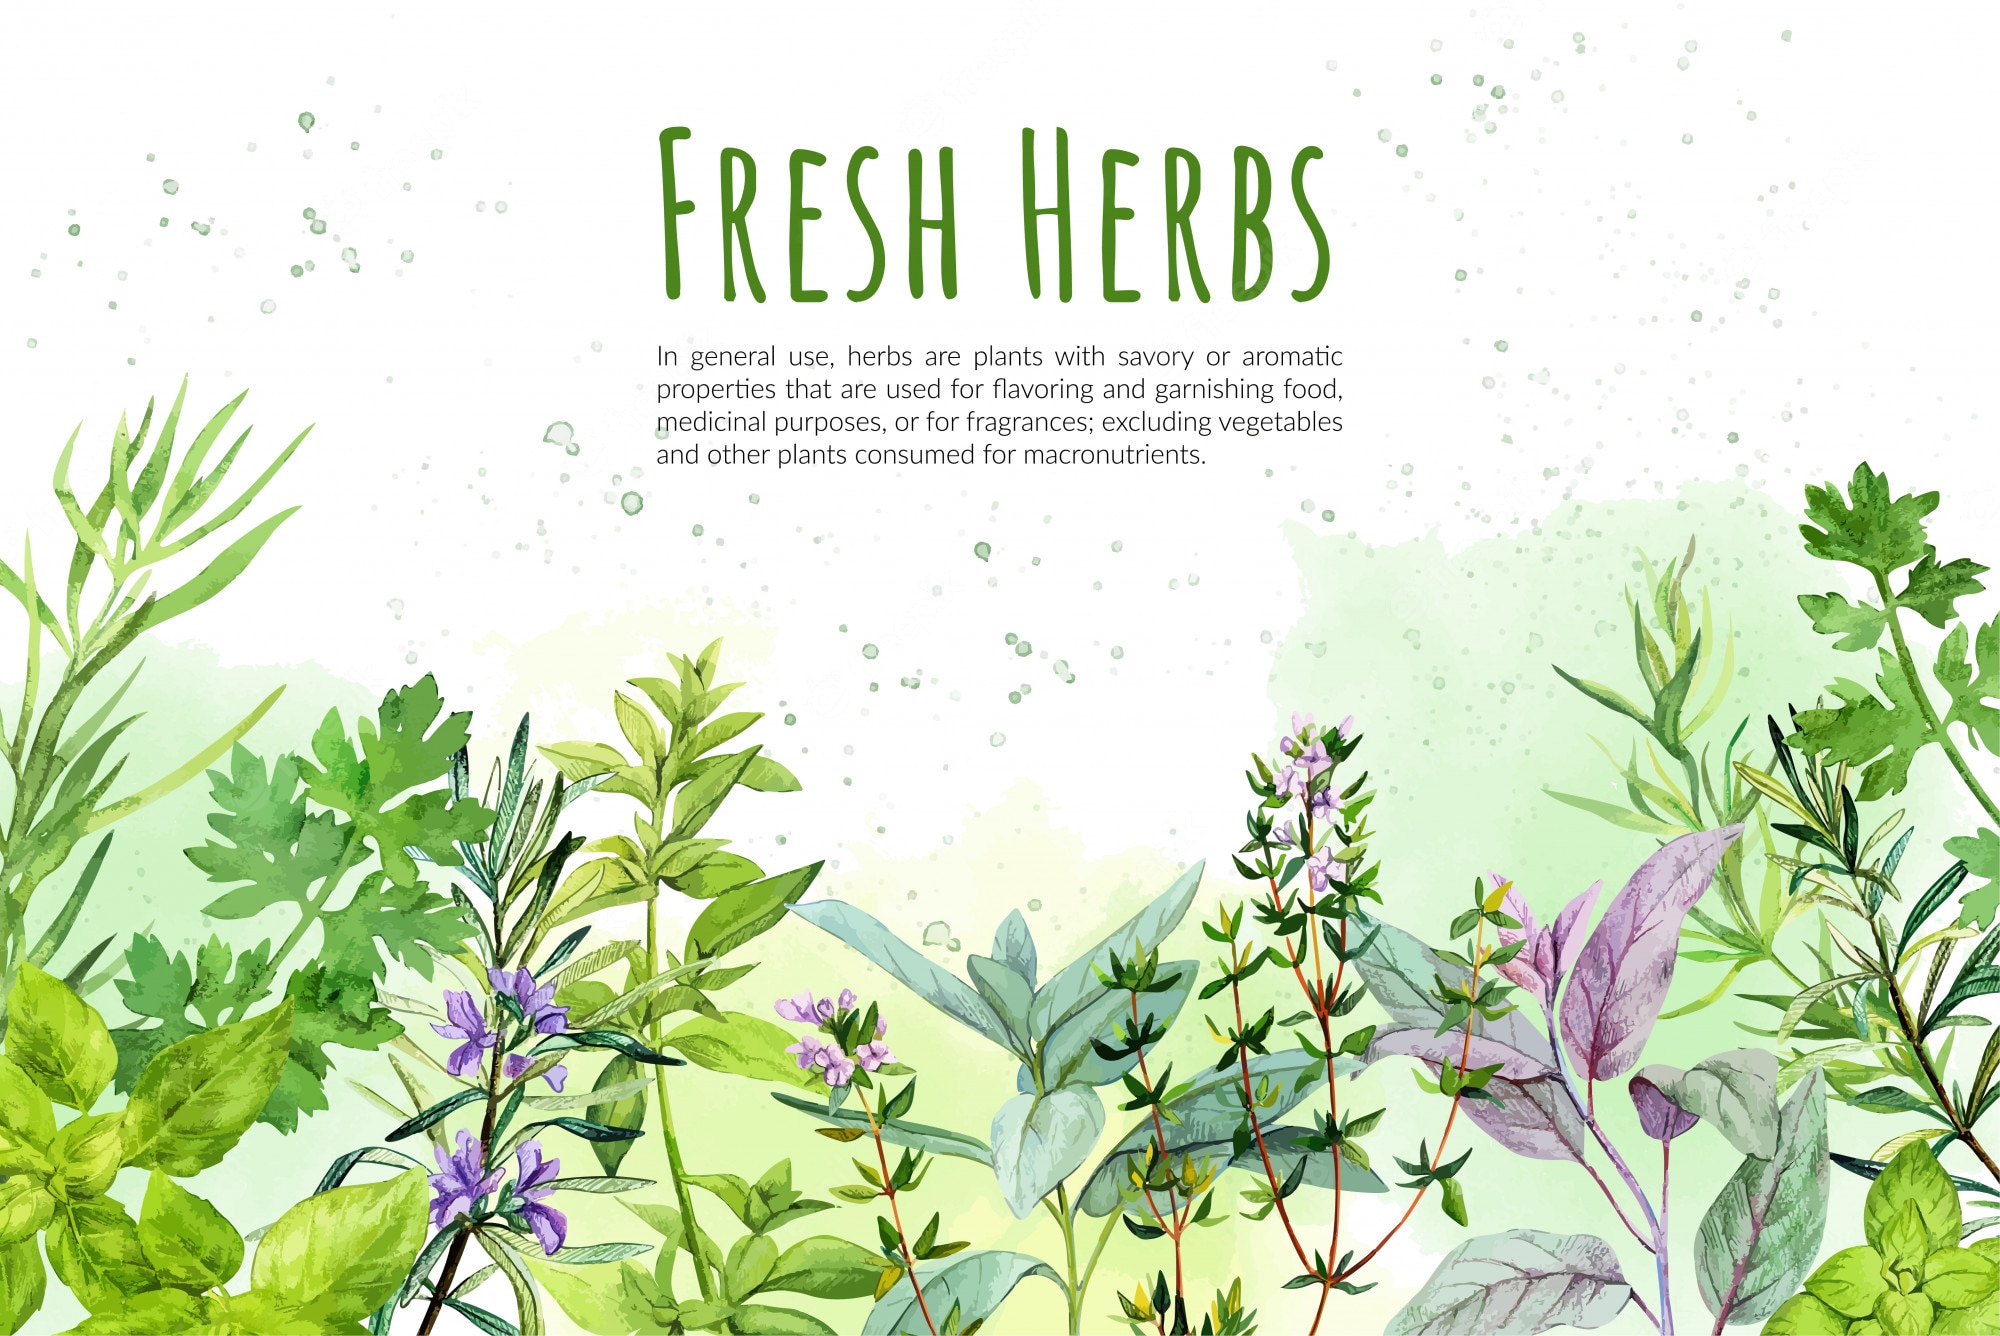 FRESH HERBS
In general use, herbs are plants with savory or aromatic
properties that are used for flavoring and garnishing food,
medicinal purposes, or for fragrances; excluding vegetables
and other plants consumed for macronutrients.